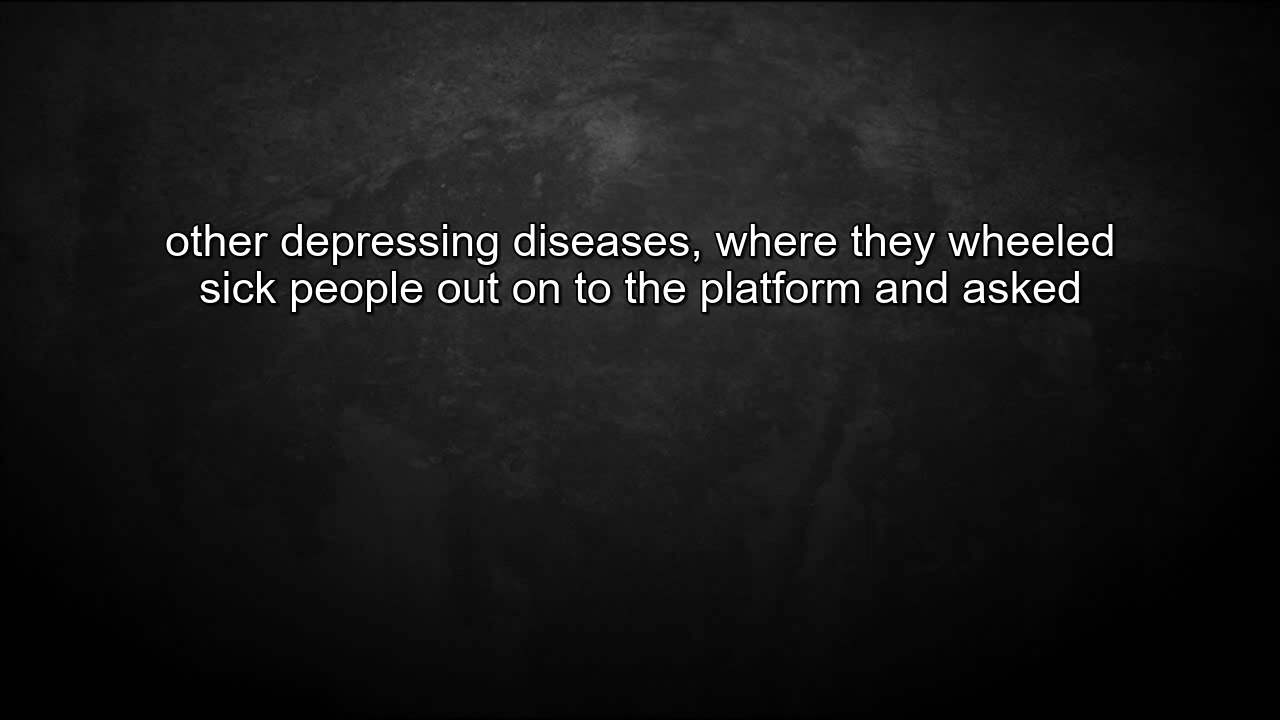 other depressing diseases, where they wheeled
sick people out on to the platform and asked